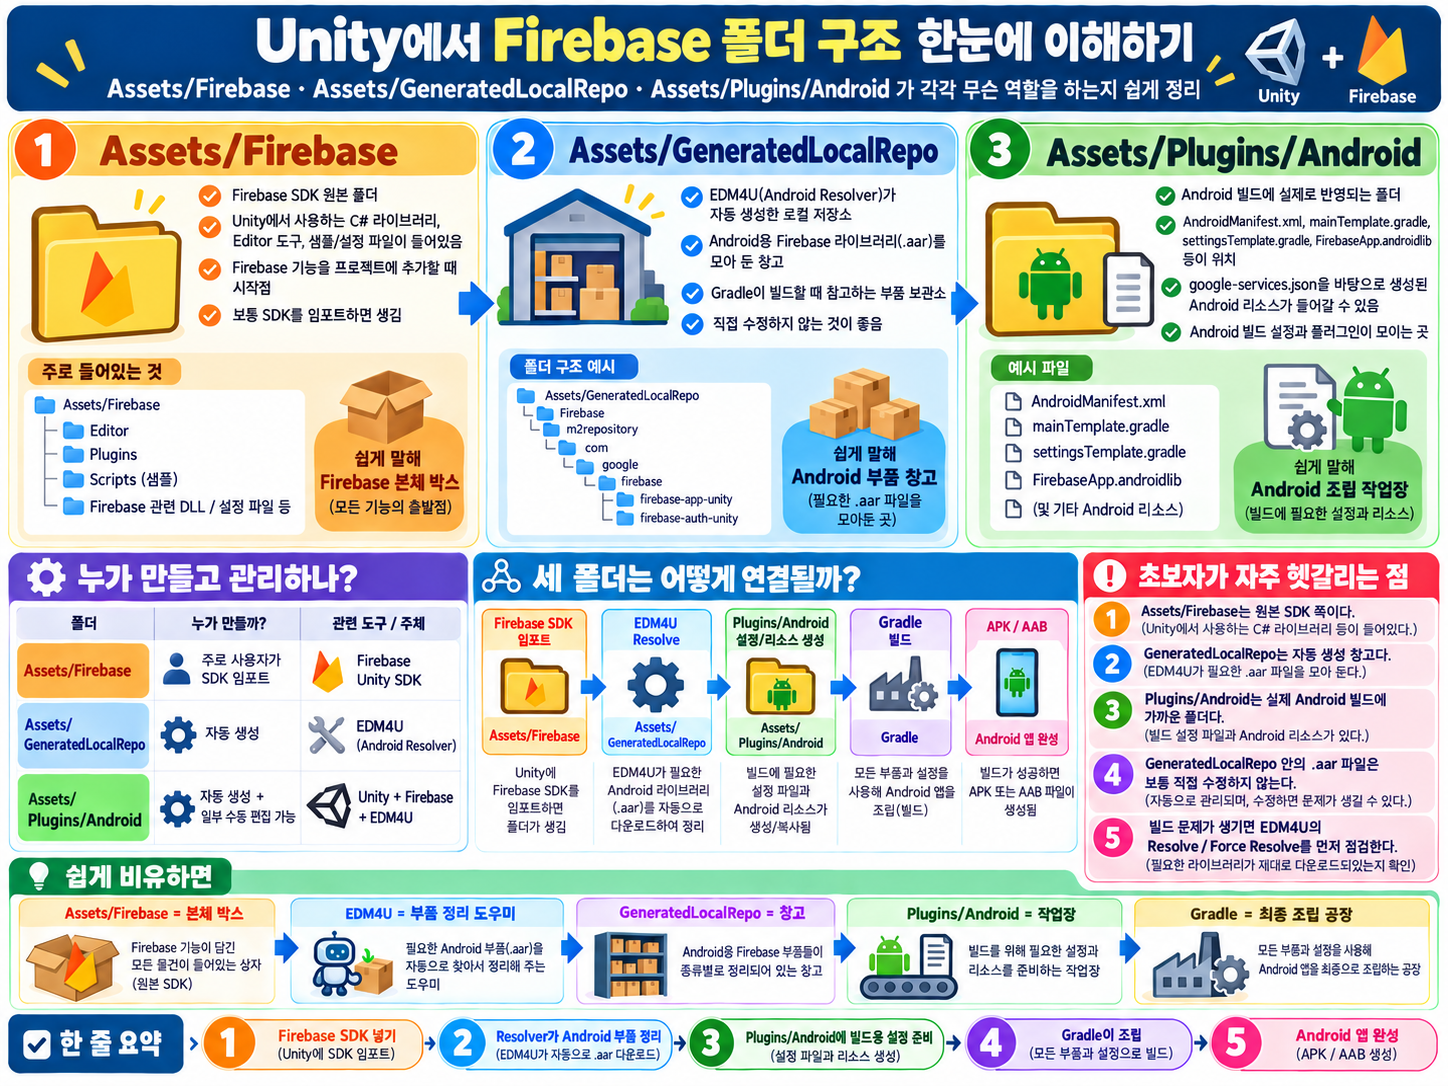 Unity에서 Firebase 폴더 구조 한눈에 이해하기
Assets/Firebase · Assets/GeneratedLocalRepo · Assets/Plugins/Android 가 각각 무슨 역할을 하는지 쉽게 정리
Unity + Firebase
1 Assets/Firebase
Firebase SDK 원본 폴더
Unity에서 사용하는 C# 라이브러리,
Editor 도구, 샘플/설정 파일이 들어있음
Firebase 기능을 프로젝트에 추가할 때
시작점
보통 SDK를 임포트하면 생김
주로 들어있는 것
Assets/Firebase
Editor
Plugins
Scripts (샘플)
Firebase 관련 DLL / 설정 파일 등
쉽게 말해
Firebase 본체 박스
(모든 기능의 출발점)
2 Assets/GeneratedLocalRepo
EDM4U(Android Resolver)가
자동 생성한 로컬 저장소
Android용 Firebase 라이브러리(.aar)를
모아 둔 창고
Gradle이 빌드할 때 참고하는 부품 보관소
직접 수정하지 않는 것이 좋음
폴더 구조 예시
Assets/GeneratedLocalRepo
Firebase
m2repository
com
google
firebase
firebase-app-unity
firebase-auth-unity
쉽게 말해
Android 부품 창고
(필요한 .aar 파일을
모아둔 곳)
3 Assets/Plugins/Android
Android 빌드에 실제로 반영되는 폴더
AndroidManifest.xml, mainTemplate.gradle,
settingsTemplate.gradle, FirebaseApp.androidlib
등이 위치
google-services.json을 바탕으로 생성된
Android 리소스가 들어갈 수 있음
Android 빌드 설정과 플러그인이 모이는 곳
예시 파일
AndroidManifest.xml
mainTemplate.gradle
settingsTemplate.gradle
FirebaseApp.androidlib
(및 기타 Android 리소스)
쉽게 말해
Android 조립 작업장
(빌드에 필요한 설정과 리소스)
누가 만들고 관리하나?
폴더 누가 만들까? 관련 도구 / 주체
Assets/Firebase
주로 사용자가
SDK 임포트
Firebase
Unity SDK
Assets/
GeneratedLocalRepo
자동 생성
EDM4U
(Android Resolver)
Assets/
Plugins/Android
자동 생성 +
일부 수동 편집 가능
Unity + Firebase
+ EDM4U
세 폴더는 어떻게 연결될까?
Firebase SDK
임포트
Assets/Firebase
Unity에
Firebase SDK를
임포트하면
폴더가 생김
EDM4U
Resolve
Assets/
GeneratedLocalRepo
EDM4U가 필요한
Android 라이브러리
(.aar)를 자동으로
다운로드하여 정리
Plugins/Android
설정/리소스 생성
Assets/
Plugins/Android
빌드에 필요한
설정 파일과
Android 리소스가
생성/복사됨
Gradle
빌드
Gradle
모든 부품과 설정을
사용해 Android 앱을
조립(빌드)
APK / AAB
Android 앱 완성
빌드가 성공하면
APK 또는 AAB 파일이
생성됨
초보자가 자주 헷갈리는 점
1 Assets/Firebase는 원본 SDK 쪽이다.
(Unity에서 사용하는 C# 라이브러리 등이 들어있다.)
2 GeneratedLocalRepo는 자동 생성 창고다.
(EDM4U가 필요한 .aar 파일을 모아 둔다.)
3 Plugins/Android는 실제 Android 빌드에
가까운 폴더다.
(빌드 설정 파일과 Android 리소스가 있다.)
4 GeneratedLocalRepo 안의 .aar 파일은
보통 직접 수정하지 않는다.
(자동으로 관리되며, 수정하면 문제가 생길 수 있다.)
5 빌드 문제가 생기면 EDM4U의
Resolve / Force Resolve를 먼저 점검한다.
(필요한 라이브러리가 제대로 다운로드되있는지 확인)
쉽게 비유하면
Assets/Firebase = 본체 박스
Firebase 기능이 담긴
모든 물건이 들어있는 상자
(원본 SDK)
EDM4U = 부품 정리 도우미
필요한 Android 부품(.aar)을
자동으로 찾아서 정리해 주는
도우미
GeneratedLocalRepo = 창고
Android용 Firebase 부품들이
종류별로 정리되어 있는 창고
Plugins/Android = 작업장
빌드를 위해 필요한 설정과
리소스를 준비하는 작업장
Gradle = 최종 조립 공장
모든 부품과 설정을 사용해
Android 앱을 최종으로 조립하는 공장
한 줄 요약
1 Firebase SDK 넣기
(Unity에 SDK 임포트)
2 Resolver가 Android 부품 정리
(EDM4U가 자동으로 .aar 다운로드)
3 Plugins/Android에 빌드용 설정 준비
(설정 파일과 리소스 생성)
4 Gradle이 조립
(모든 부품과 설정으로 빌드)
5 Android 앱 완성
(APK / AAB 생성)